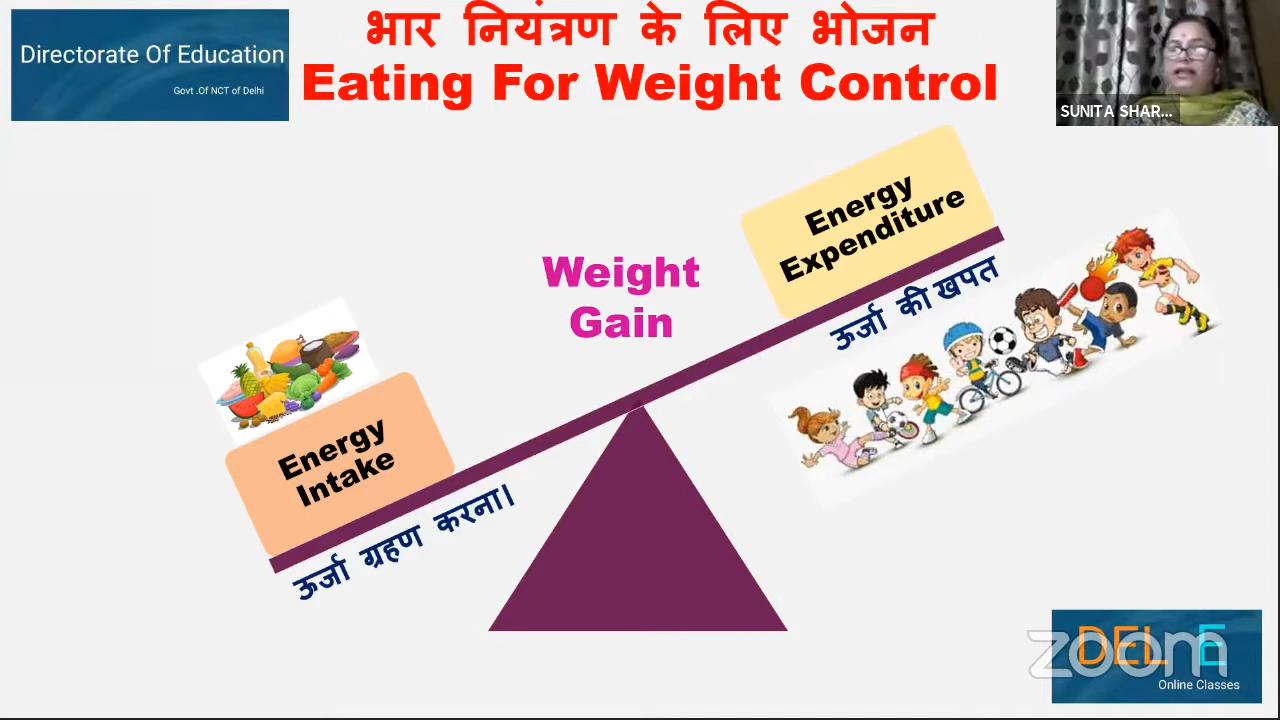 भार नियंत्रण के लिए भोजन
Eating For Weight Control
Directorate Of Education
Govt .Of NCT of Delhi
SUNITA SHAR...
Energy
Expenditure
ऊर्जा की खपत
Weight
Gain
Energy
Intake
ऊर्जा ग्रहण करना।
zoom
DEL E
Online Classes